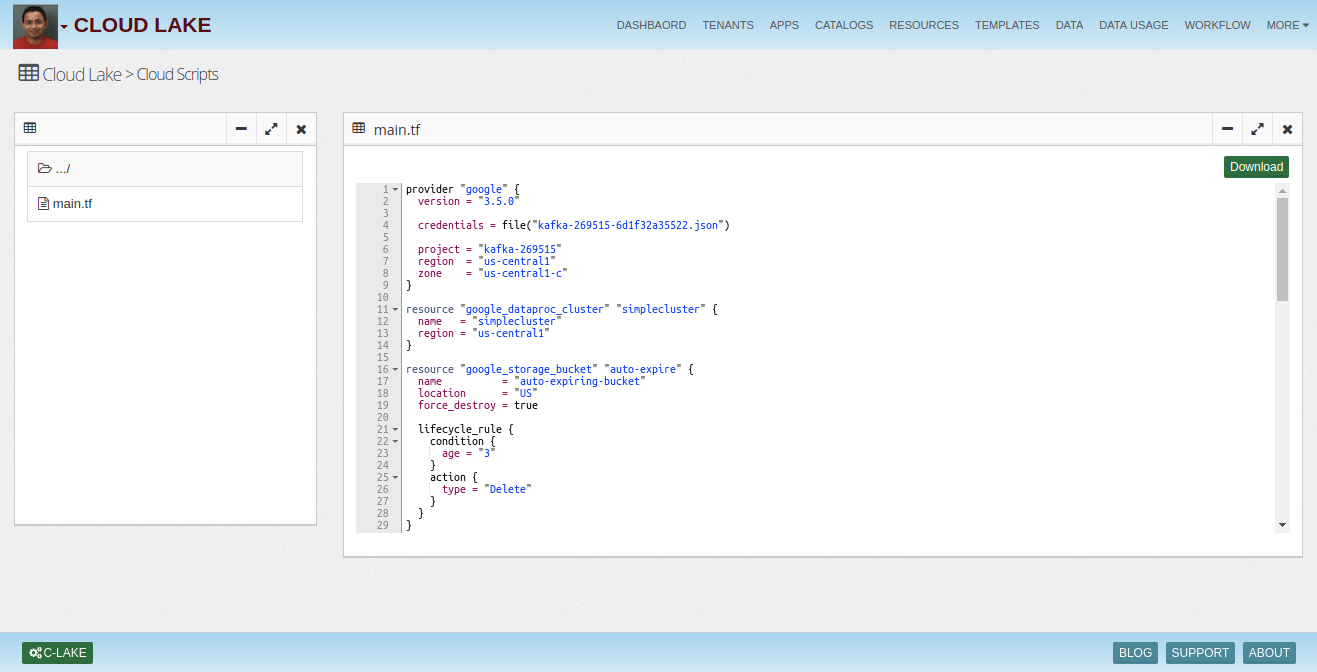 CLOUD LAKE
DASHBAORD TENANTS APPS CATALOGS RESOURCES TEMPLATES DATA DATA USAGE WORKFLOW MORE
Cloud Lake > Cloud Scripts
.../
main.tf
main.tf
Download
1 provider "google" {
2   version = "3.5.0"
3
4   credentials = file("kafka-269515-6d1f32a35522.json")
5
6   project = "kafka-269515"
7   region  = "us-central1"
8   zone    = "us-central1-c"
9 }
10
11 resource "google_dataproc_cluster" "simplecluster" {
12   name   = "simplecluster"
13   region = "us-central1"
14 }
15
16 resource "google_storage_bucket" "auto-expire" {
17   name          = "auto-expiring-bucket"
18   location      = "US"
19   force_destroy = true
20
21   lifecycle_rule {
22     condition {
23       age = "3"
24     }
25     action {
26       type = "Delete"
27     }
28   }
29 }
C-LAKE
BLOG SUPPORT ABOUT